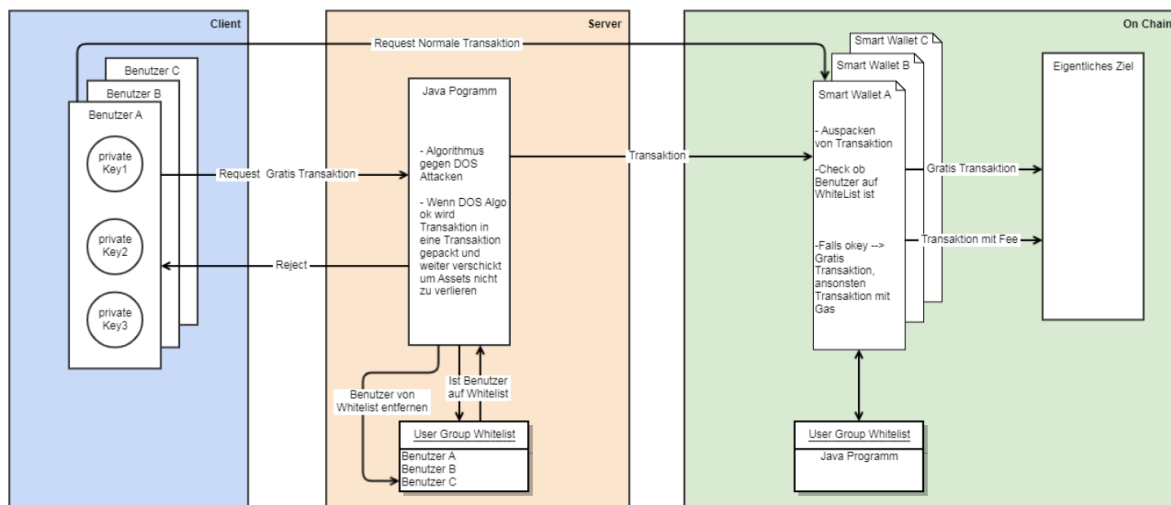 Client
Server
On Chain
Request Normale Transaktion
Benutzer C
Benutzer B
Benutzer A
private
Key1
private
Key2
private
Key3
Request Gratis Transaktion
Reject
Java Pogramm
- Algorithmus
gegen DOS
Attacken
- Wenn DOS Algo
ok wird
Transaktion in
eine Transaktion
gepackt und
weiter verschickt
um Assets nicht
zu verlieren
Benutzer von
Whitelist entfernen
Ist Benutzer
auf Whitelist
User Group Whitelist
Benutzer A
Benutzer B
Benutzer C
Transaktion
Smart Wallet C
Smart Wallet B
Smart Wallet A
- Auspacken
von Transaktion
-Check ob
Benutzer auf
WhiteList ist
-Falls okey -->
Gratis
Transaktion,
ansonsten
Transaktion mit
Gas
Gratis Transaktion
Transaktion mit Fee
Eigentliches Ziel
User Group Whitelist
Java Programm